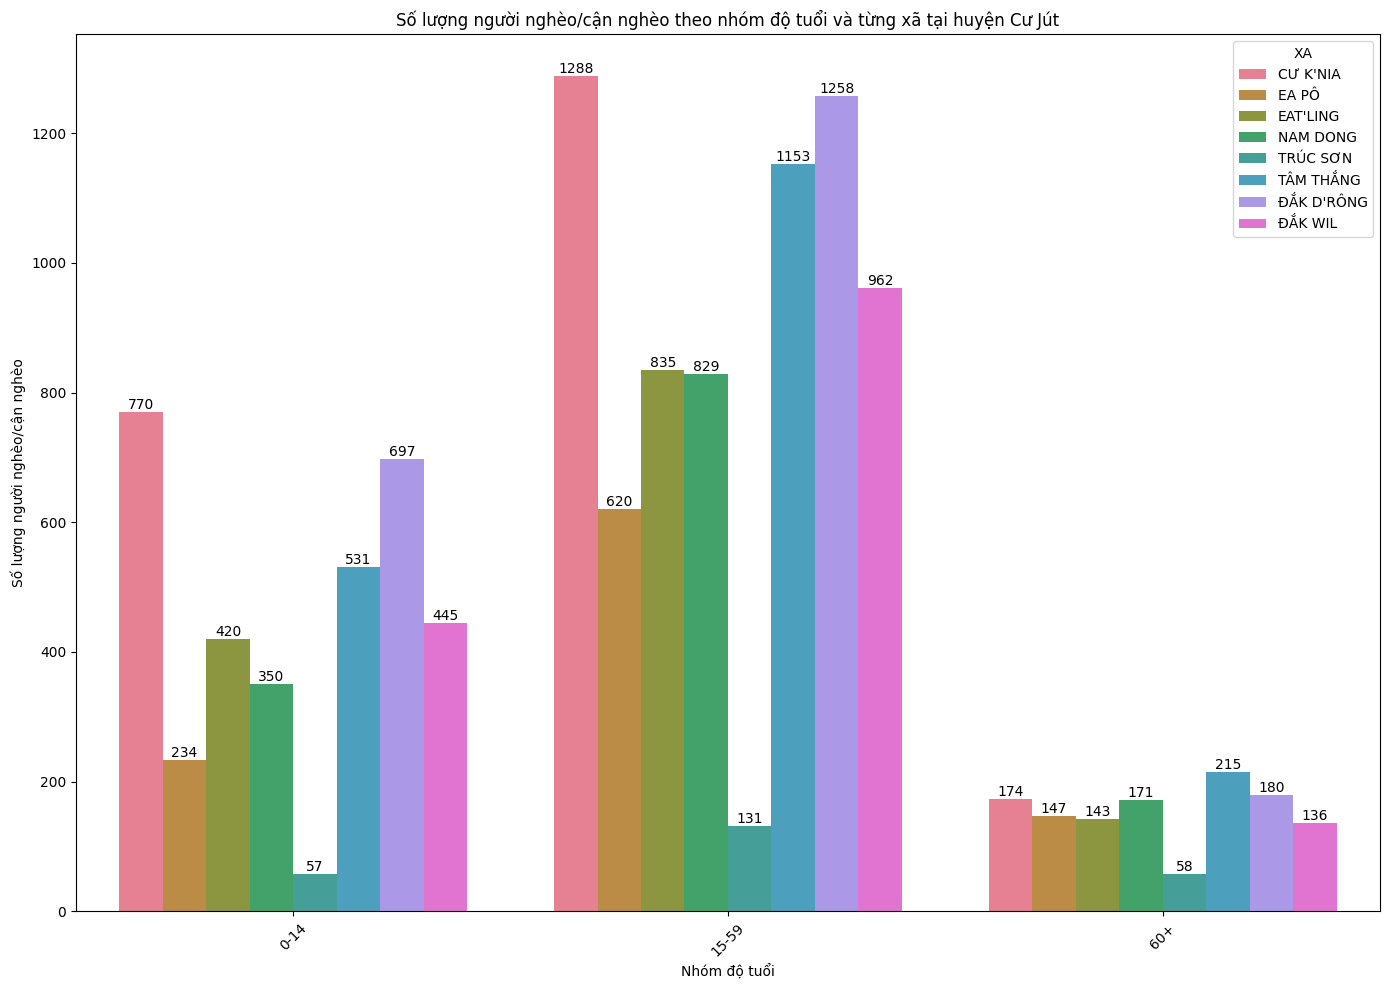 Số lượng người nghèo/cận nghèo theo nhóm độ tuổi và từng xã tại huyện Cư Jút
XA
CƯ K'NIA
EA PÔ
EAT'LING
NAM DONG
TRÚC SƠN
TÂM THẮNG
ĐẮK D'RÔNG
ĐẮK WIL
Số lượng người nghèo/cận nghèo
1200
1000
800
600
400
200
0
770
234
420
350
57
531
697
445
1288
620
835
829
131
1153
1258
962
174
147
143
171
58
215
180
136
0-14
15-59
60+
Nhóm độ tuổi